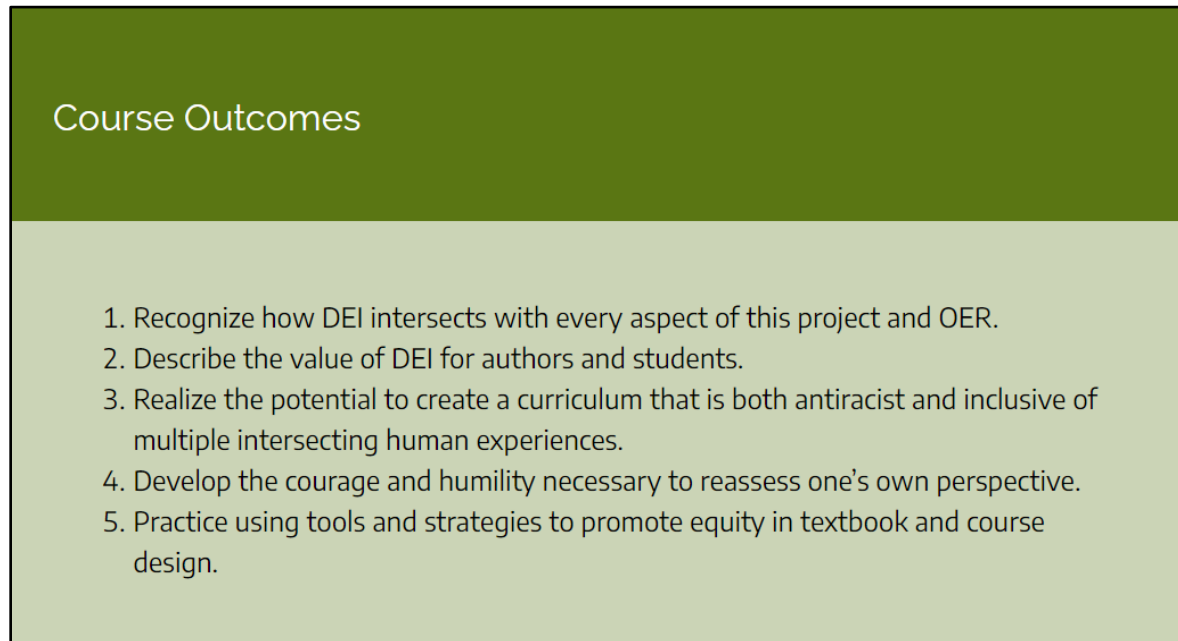 Course Outcomes
1. Recognize how DEI intersects with every aspect of this project and OER.
2. Describe the value of DEI for authors and students.
3. Realize the potential to create a curriculum that is both antiracist and inclusive of
multiple intersecting human experiences.
4. Develop the courage and humility necessary to reassess one’s own perspective.
5. Practice using tools and strategies to promote equity in textbook and course
design.